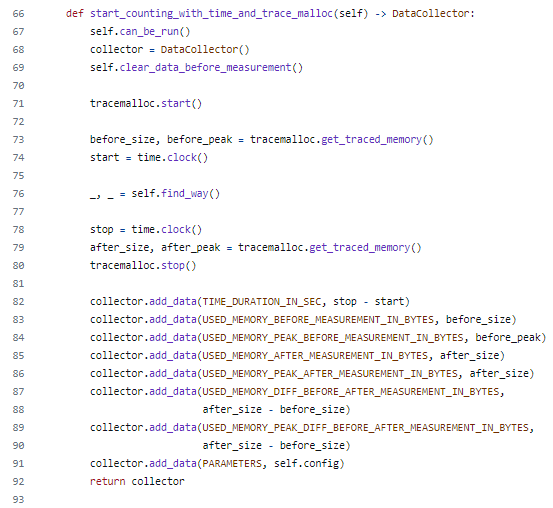 66 def start_counting_with_time_and_trace_malloc(self) -> DataCollector:
67 self.can_be_run()
68 collector = DataCollector()
69 self.clear_data_before_measurement()
70
71 tracemalloc.start()
72
73 before_size, before_peak = tracemalloc.get_traced_memory()
74 start = time.clock()
75
76 _, _ = self.find_way()
77
78 stop = time.clock()
79 after_size, after_peak = tracemalloc.get_traced_memory()
80 tracemalloc.stop()
81
82 collector.add_data(TIME_DURATION_IN_SEC, stop - start)
83 collector.add_data(USED_MEMORY_BEFORE_MEASUREMENT_IN_BYTES, before_size)
84 collector.add_data(USED_MEMORY_PEAK_BEFORE_MEASUREMENT_IN_BYTES, before_peak)
85 collector.add_data(USED_MEMORY_AFTER_MEASUREMENT_IN_BYTES, after_size)
86 collector.add_data(USED_MEMORY_PEAK_AFTER_MEASUREMENT_IN_BYTES, after_size)
87 collector.add_data(USED_MEMORY_DIFF_BEFORE_AFTER_MEASUREMENT_IN_BYTES,
88 after_size - before_size)
89 collector.add_data(USED_MEMORY_PEAK_DIFF_BEFORE_AFTER_MEASUREMENT_IN_BYTES,
90 after_size - before_size)
91 collector.add_data(PARAMETERS, self.config)
92 return collector
93